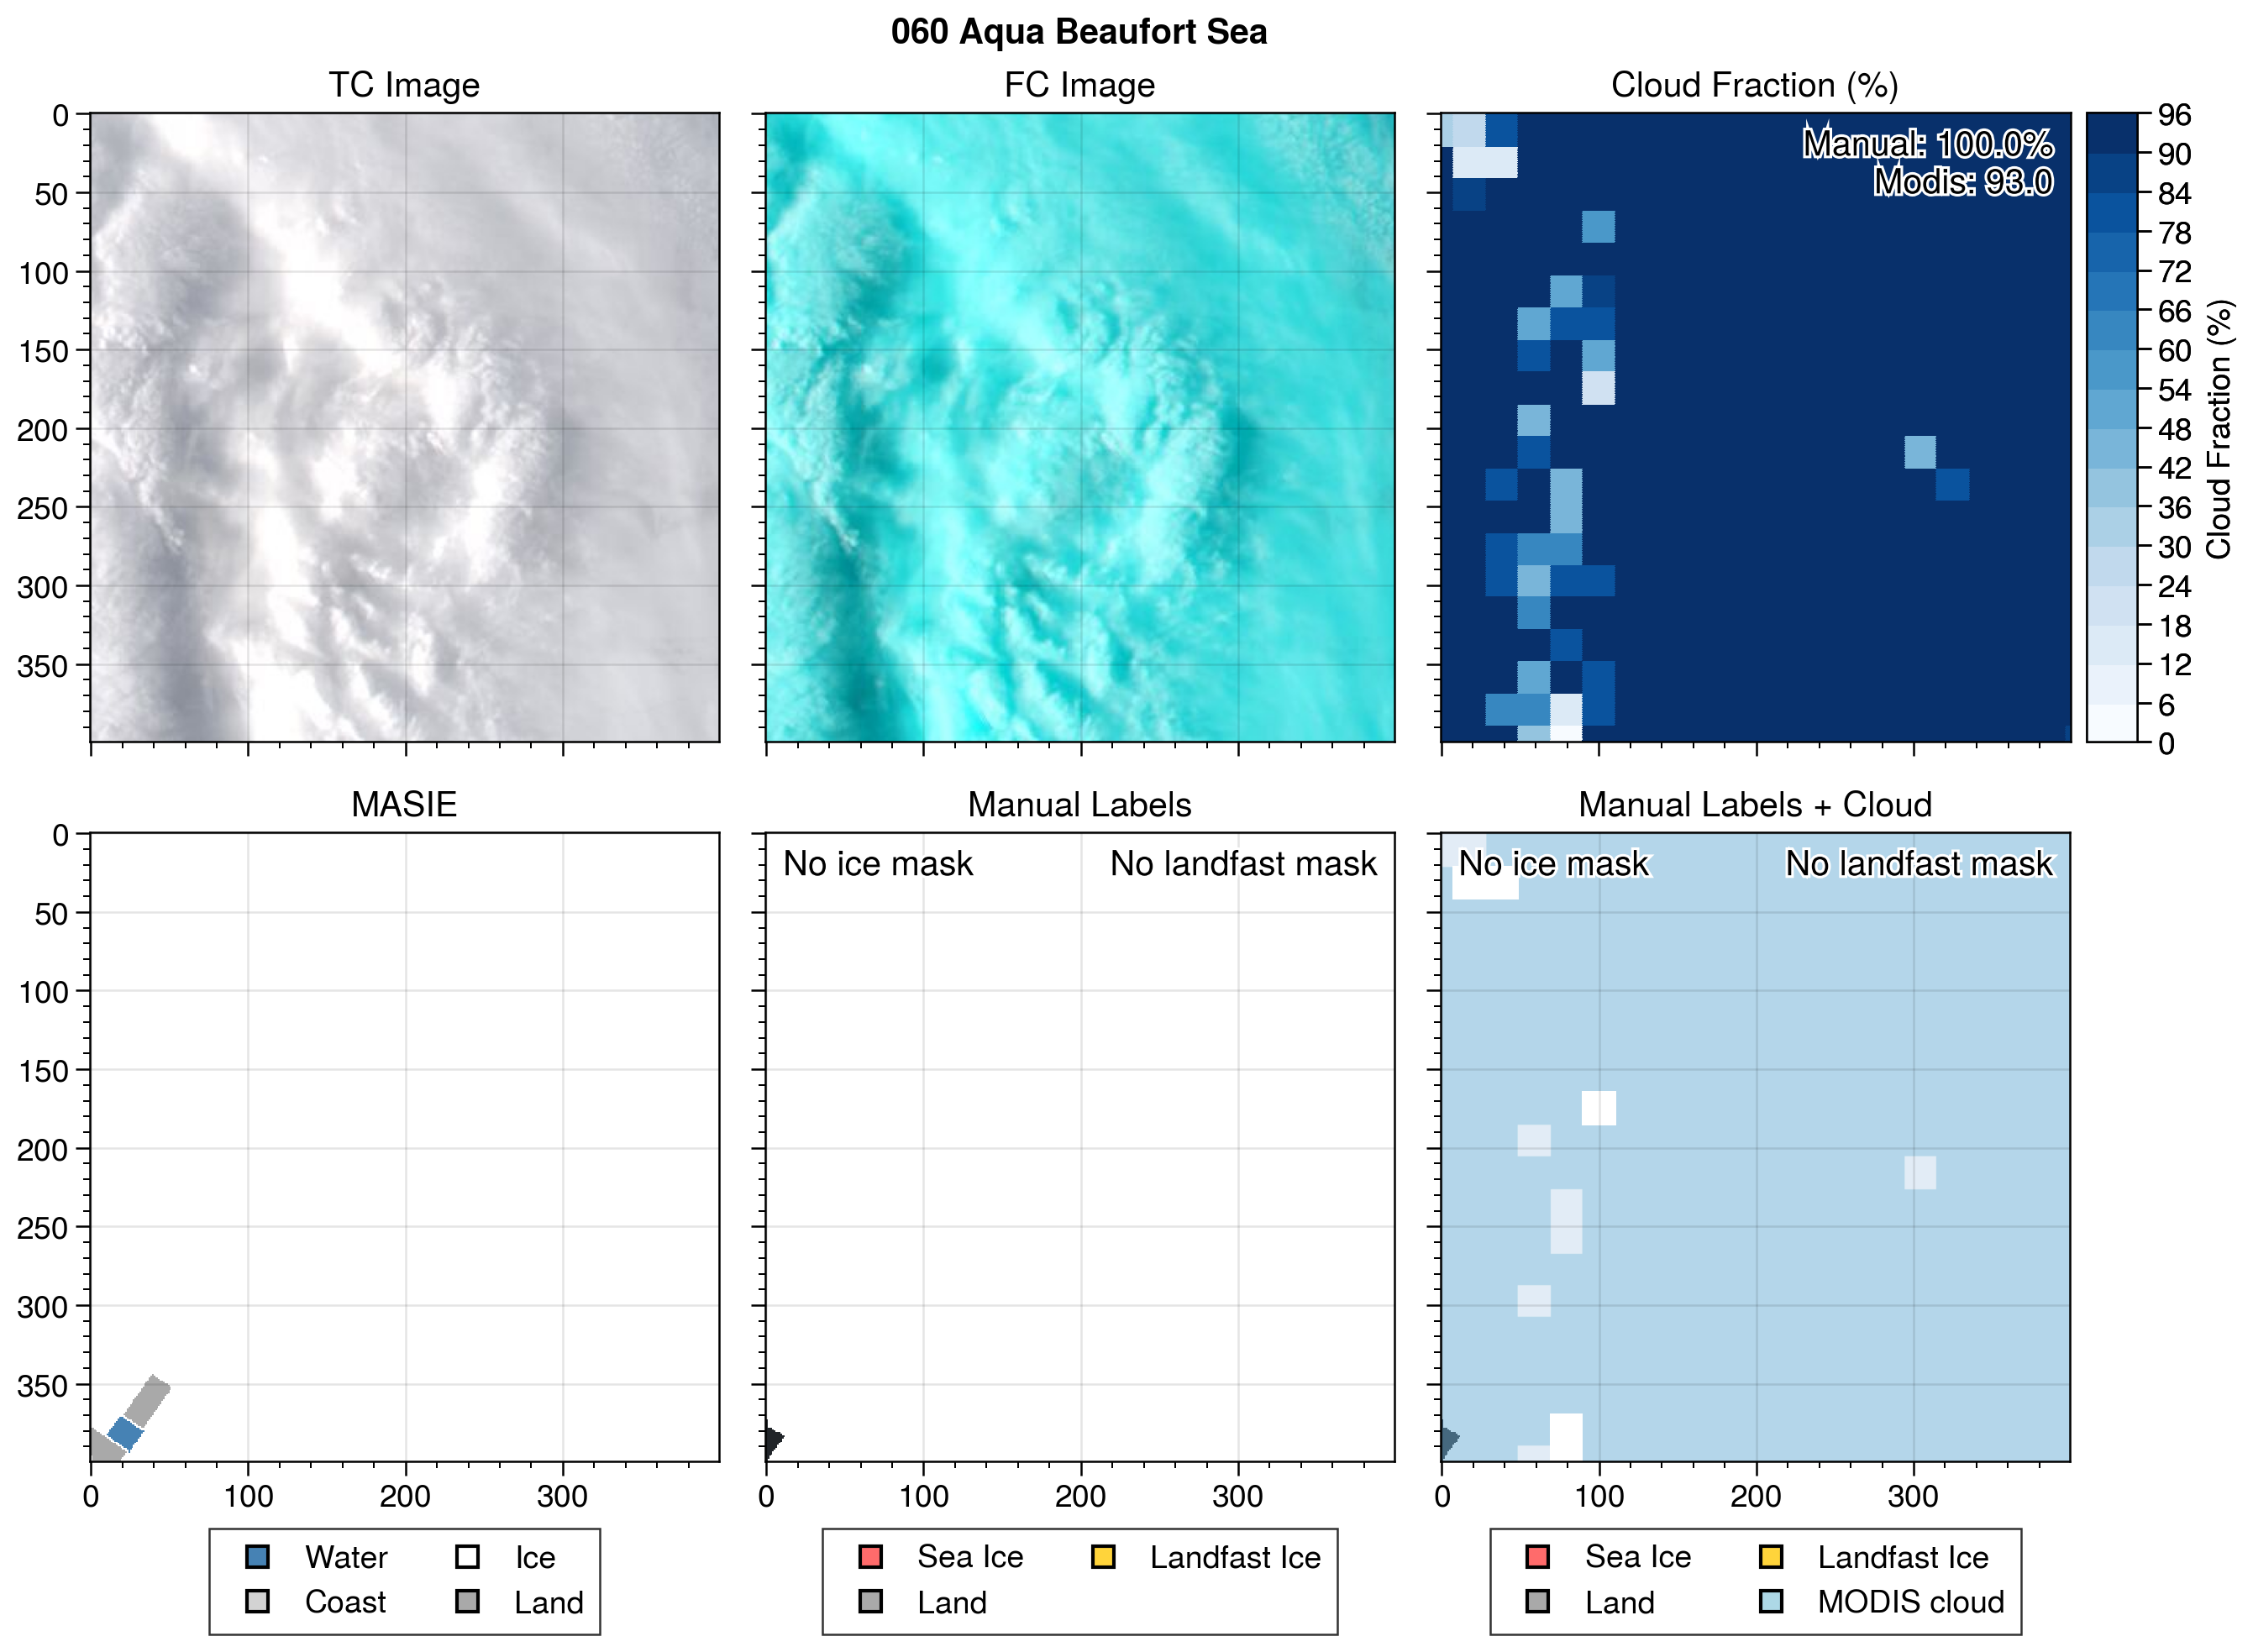 060 Aqua Beaufort Sea
TC Image
FC Image
Cloud Fraction (%)
0
50
100
150
200
250
300
350
Manual: 100.0%
Modis: 93.0
96
90
84
78
72
66
60
54
48
42
36
30
24
18
12
6
0
Cloud Fraction (%)
MASIE
Manual Labels
Manual Labels + Cloud
0
50
100
150
200
250
300
350
No ice mask
No landfast mask
No ice mask
No landfast mask
0 100 200 300
0 100 200 300
0 100 200 300
Water Ice
Coast Land
Sea Ice Landfast Ice
Land
Sea Ice Landfast Ice
Land MODIS cloud